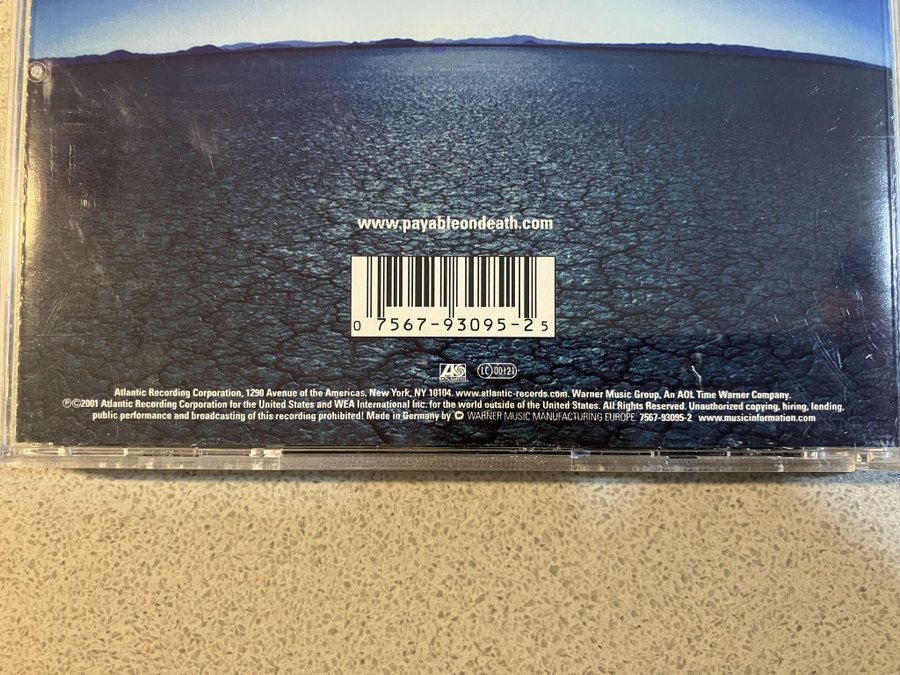 www.payableondeath.com
0 7567-93095-2 5
ATLANTIC LC 00121
Atlantic Recording Corporation, 1290 Avenue of the Americas, New York, NY 10104. www.atlantic-records.com. Warner Music Group, An AOL Time Warner Company.
℗©2001 Atlantic Recording Corporation for the United States and WEA International Inc. for the world outside of the United States. All Rights Reserved. Unauthorized copying, hiring, lending,
public performance and broadcasting of this recording prohibited! Made in Germany by WARNER MUSIC MANUFACTURING EUROPE 7567-93095-2 www.musicinformation.com